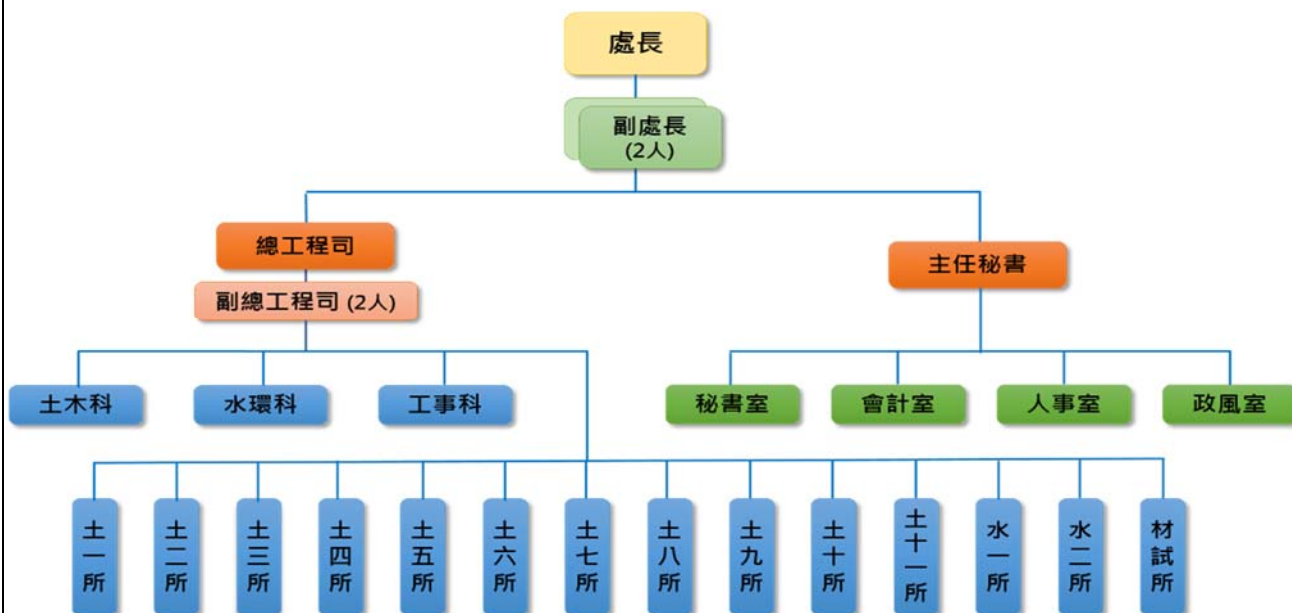 處長
副處長
(2人)
總工程司
主任秘書
副總工程司 (2人)
土木科
水環科
工事科
秘書室
會計室
人事室
政風室
土一所
土二所
土三所
土四所
土五所
土六所
土七所
土八所
土九所
土十所
土十一所
水一所
水二所
材試所